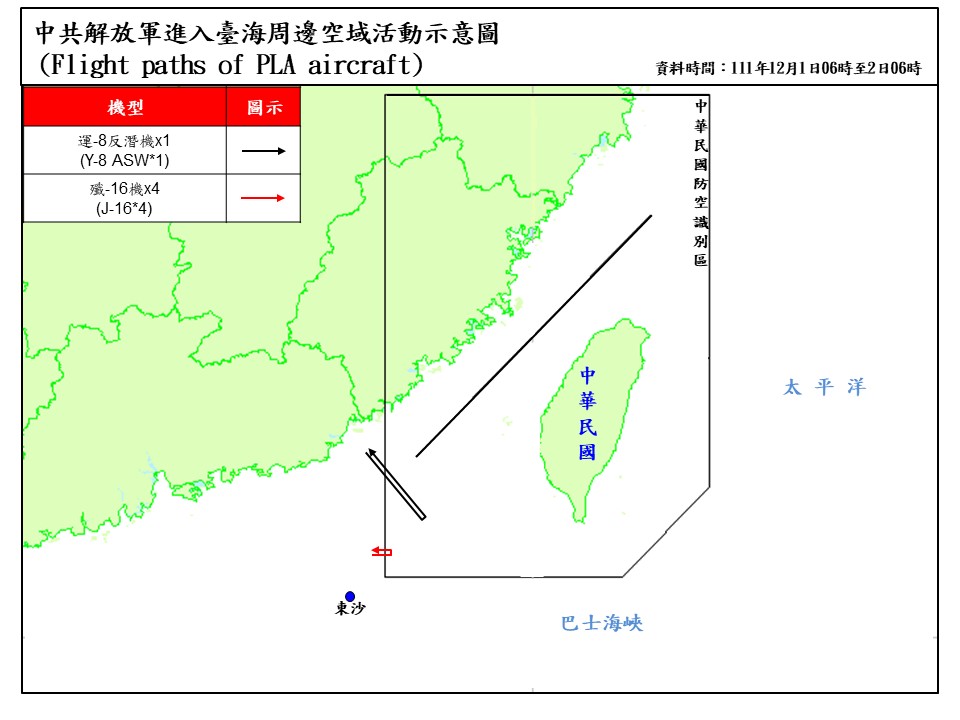 中共解放軍進入臺海周邊空域活動示意圖
(Flight paths of PLA aircraft)
資料時間：111年12月1日06時至2日06時
機型
圖示
運-8反潛機x1
(Y-8 ASW*1)
殲-16機x4
(J-16*4)
中華民國防空識別區
中華民國
太平洋
東沙
巴士海峽